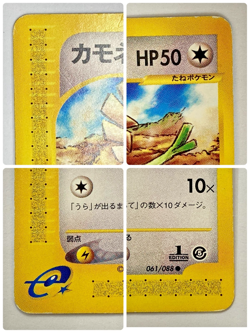 カモネ HP50
たねポケモン
10×
「うら」が出るまで」の数×10ダメージ。
弱点
る
©
1
EDITION
061/088